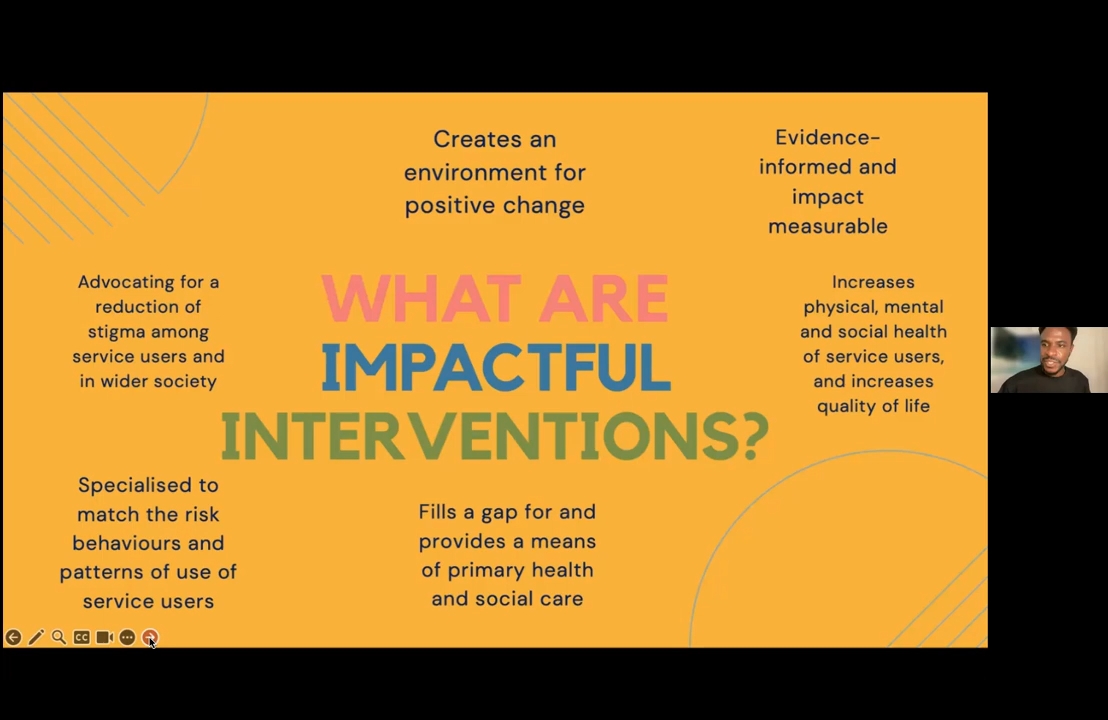 Creates an
environment for
positive change
Evidence-
informed and
impact
measurable
Advocating for a
reduction of
stigma among
service users and
in wider society
WHAT ARE
IMPACTFUL
INTERVENTIONS?
Increases
physical, mental
and social health
of service users,
and increases
quality of life
Specialised to
match the risk
behaviours and
patterns of use of
service users
Fills a gap for and
provides a means
of primary health
and social care
CC